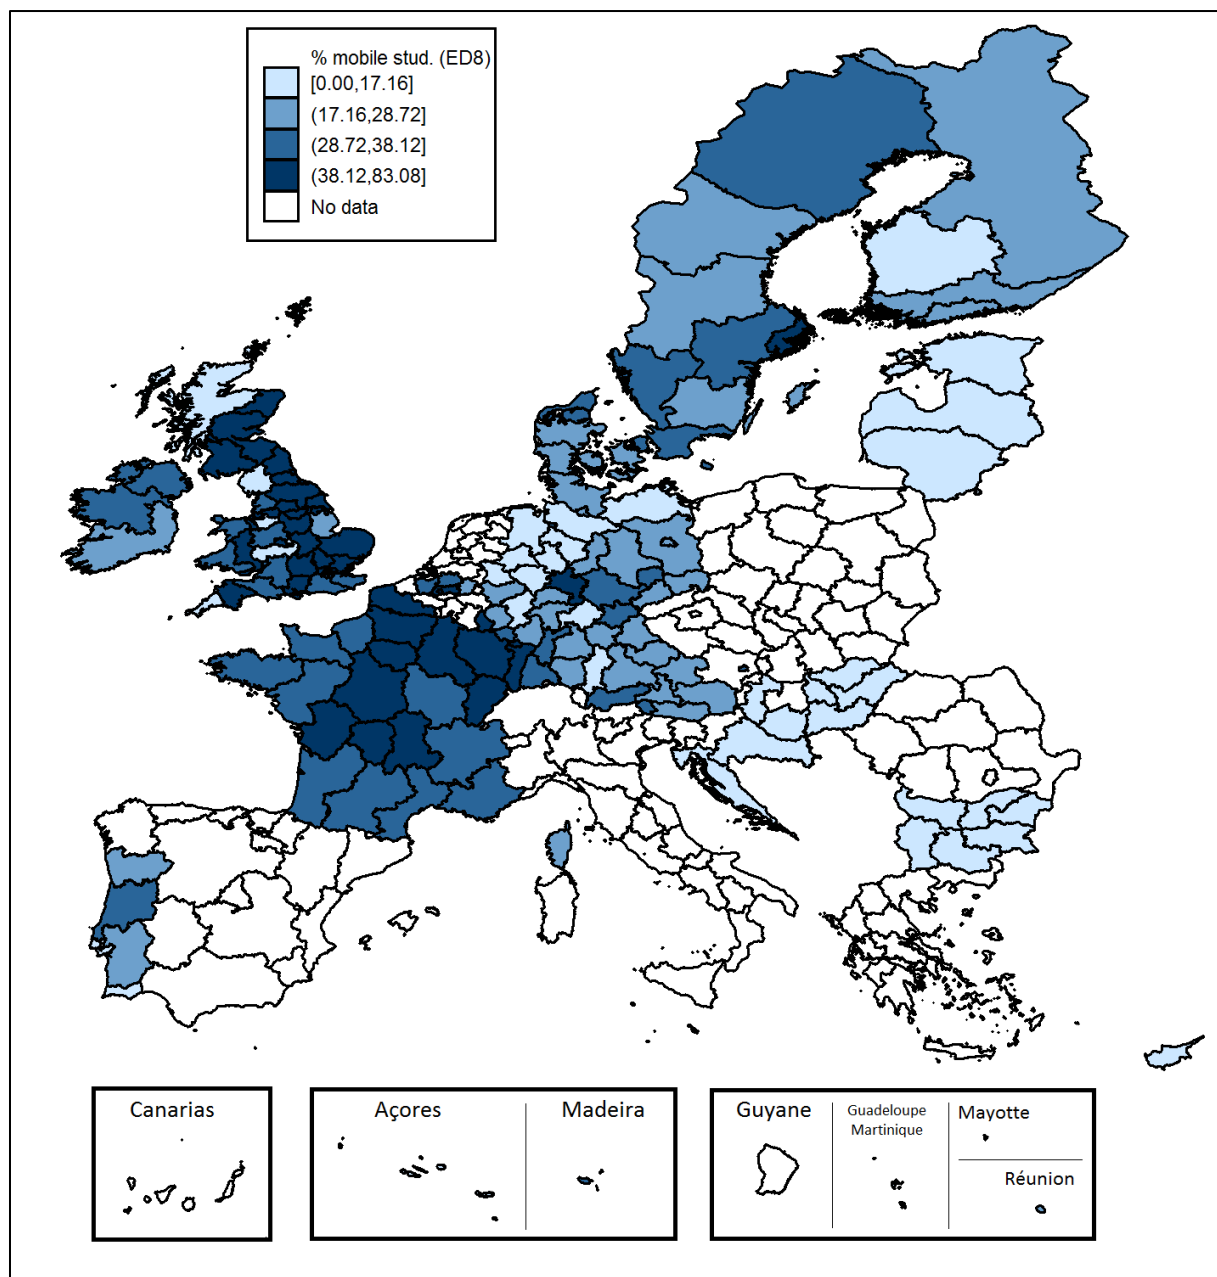 % mobile stud. (ED8)
[0.00,17.16]
(17.16,28.72]
(28.72,38.12]
(38.12,83.08]
No data
Canarias
Açores
Madeira
Guyane
Guadeloupe
Martinique
Mayotte
Réunion